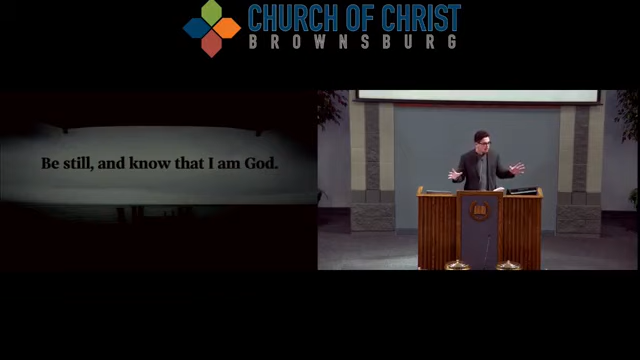 CHURCH OF CHRIST
BROWNSBURG
Be still, and know that I am God.